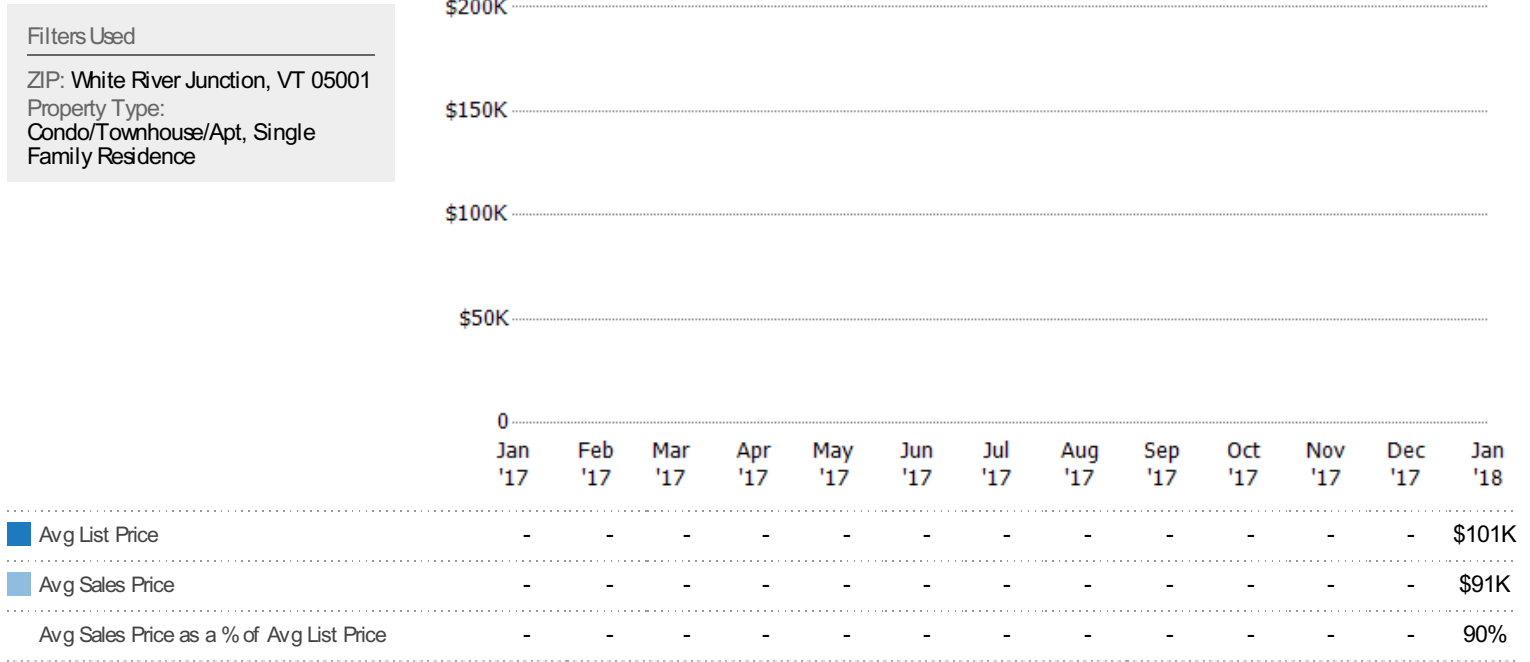 Filters Used
ZIP: White River Junction, VT 05001
Property Type:
Condo/Townhouse/Apt, Single
Family Residence
$200K
$150K
$100K
$50K
0
Jan Feb Mar Apr May Jun Jul Aug Sep Oct Nov Dec Jan
'17 '17 '17 '17 '17 '17 '17 '17 '17 '17 '17 '17 '18
Avg List Price - - - - - - - - - - - - $101K
Avg Sales Price - - - - - - - - - - - - $91K
Avg Sales Price as a % of Avg List Price - - - - - - - - - - - - 90%